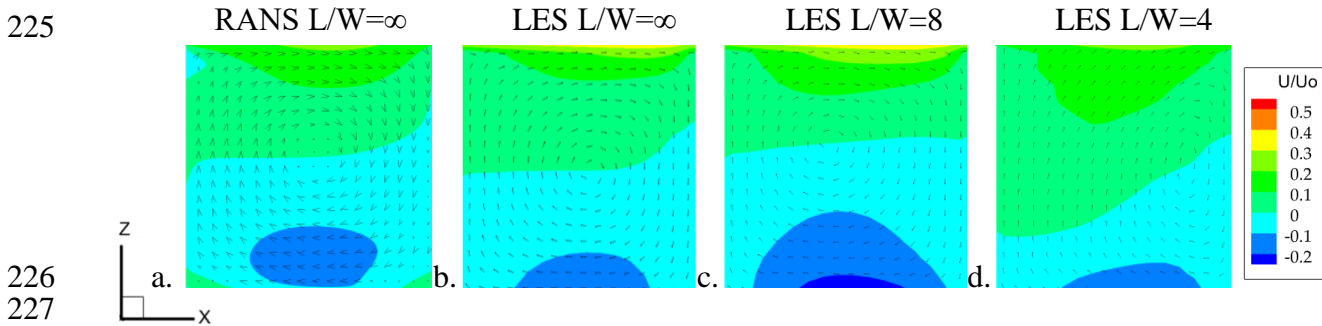 225 RANS L/W=∞ LES L/W=∞ LES L/W=8 LES L/W=4
U/Uo
0.5
0.4
0.3
0.2
0.1
0
-0.1
-0.2
z
226 a. b. c. d.
227 x